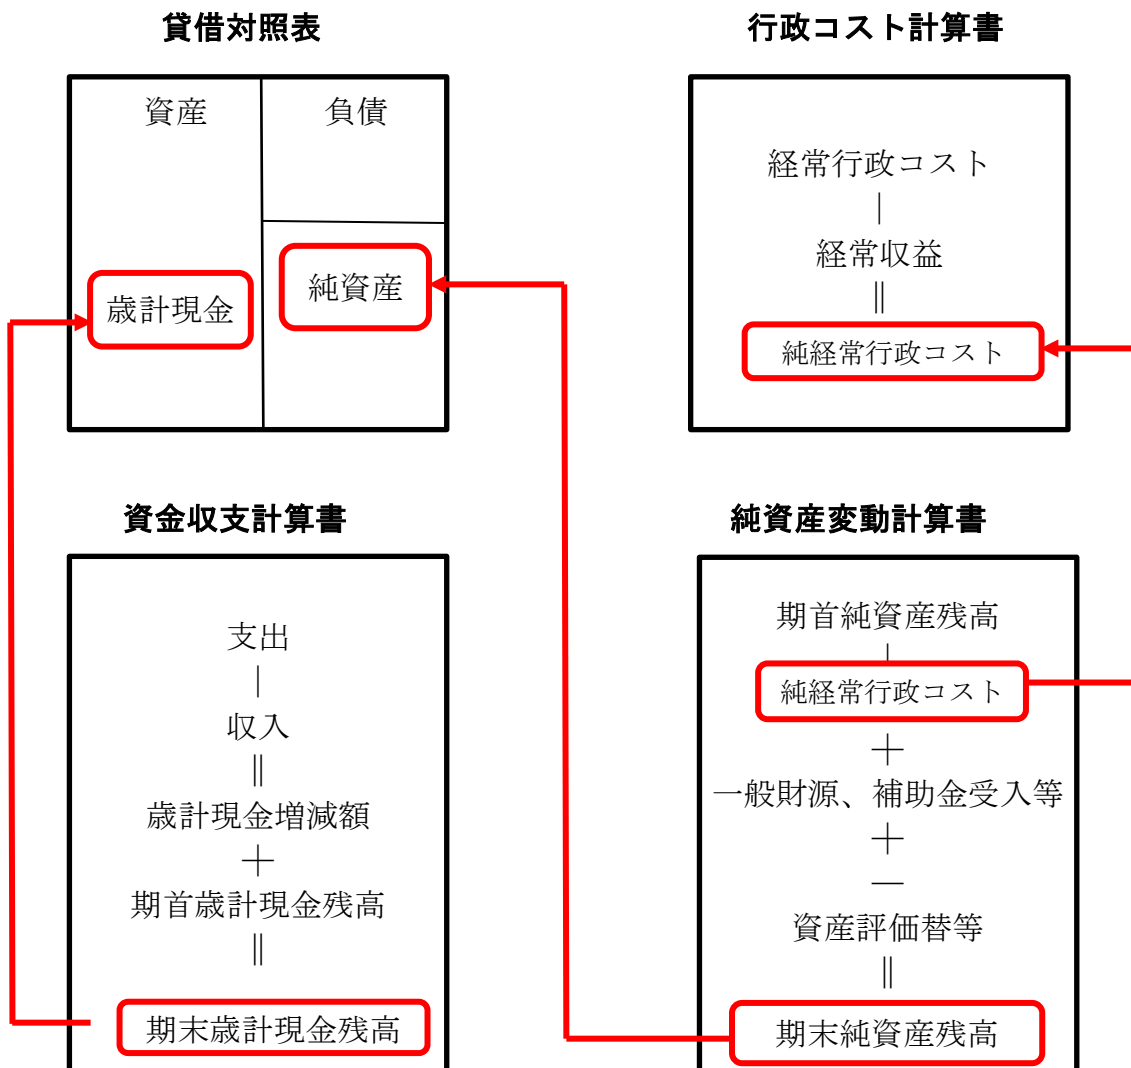 貸借対照表
資産
負債
歳計現金
純資産
行政コスト計算書
経常行政コスト
－
経常収益
＝
純経常行政コスト
資金収支計算書
支出
－
収入
＝
歳計現金増減額
＋
期首歳計現金残高
＝
期末歳計現金残高
純資産変動計算書
期首純資産残高
－
純経常行政コスト
＋
一般財源、補助金受入等
＋
－
資産評価替等
＝
期末純資産残高